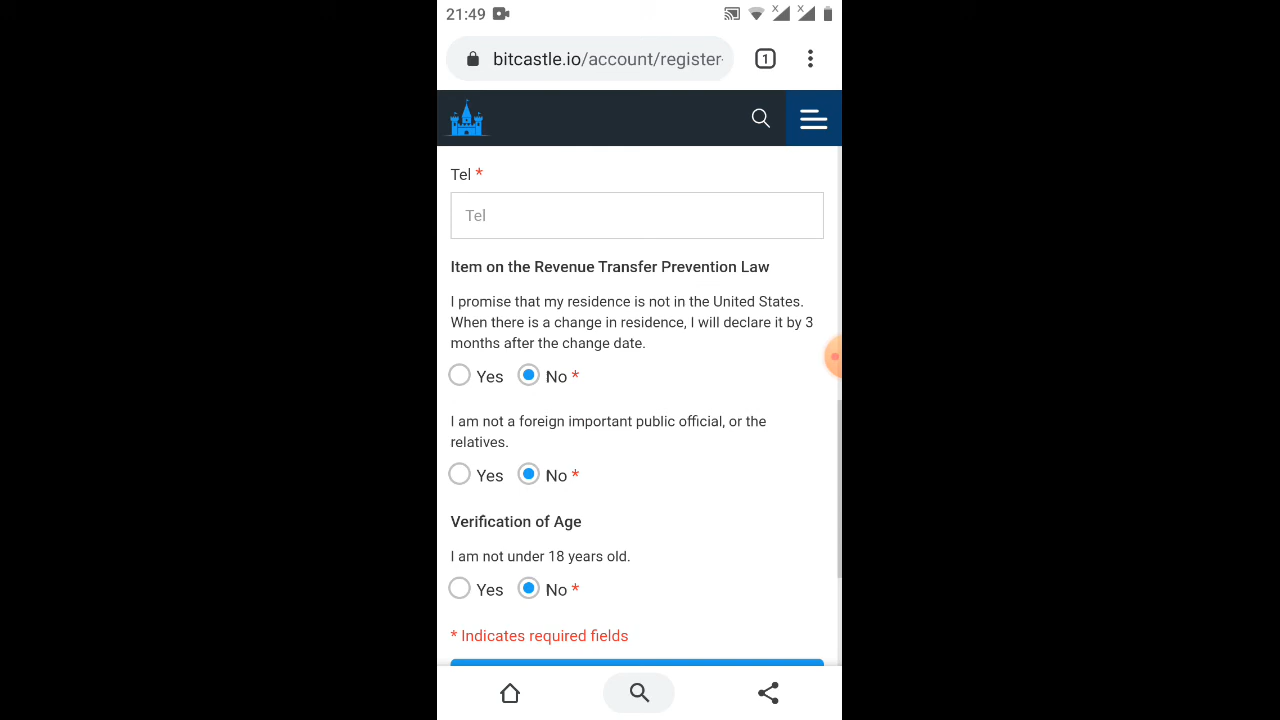 21:49
bitcastle.io/account/register-
1
Tel *
Tel
Item on the Revenue Transfer Prevention Law
I promise that my residence is not in the United States.
When there is a change in residence, I will declare it by 3
months after the change date.
Yes No *
I am not a foreign important public official, or the
relatives.
Yes No *
Verification of Age
I am not under 18 years old.
Yes No *
* Indicates required fields